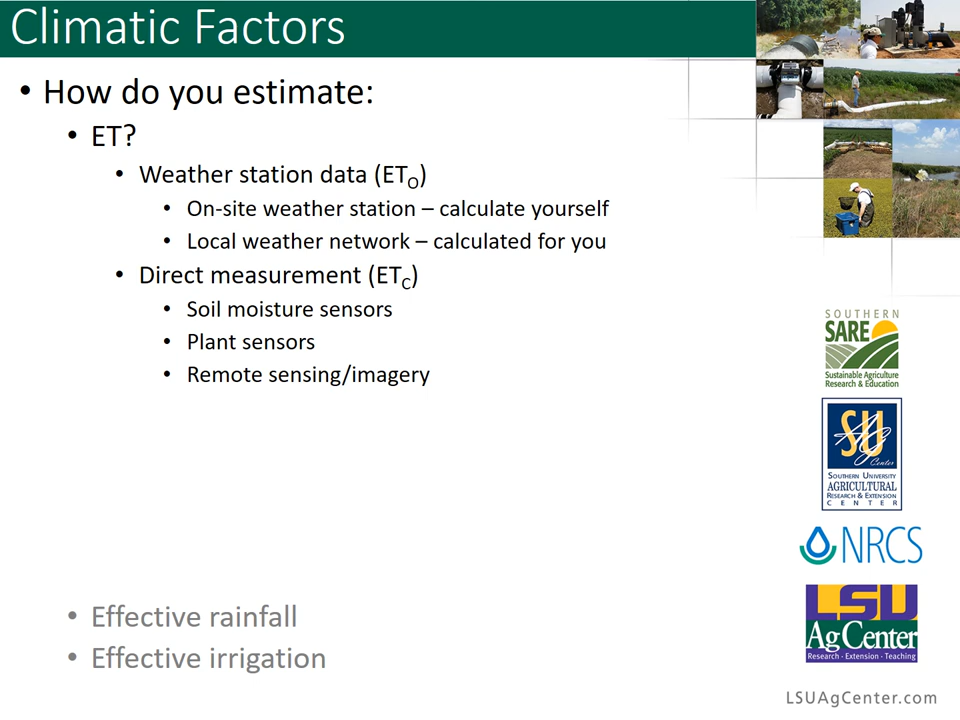 Climatic Factors
• How do you estimate:
• ET?
• Weather station data (ETO)
• On-site weather station – calculate yourself
• Local weather network – calculated for you
• Direct measurement (ETC)
• Soil moisture sensors
• Plant sensors
• Remote sensing/imagery
• Effective rainfall
• Effective irrigation
SOUTHERN
SARE
Sustainable Agriculture
Research & Education
SU
Ag
Center
SOUTHERN UNIVERSITY
AGRICULTURAL
RESEARCH & EXTENSION
CENTER
NRCS
LSU
AgCenter
Research · Extension · Teaching
LSUAgCenter.com